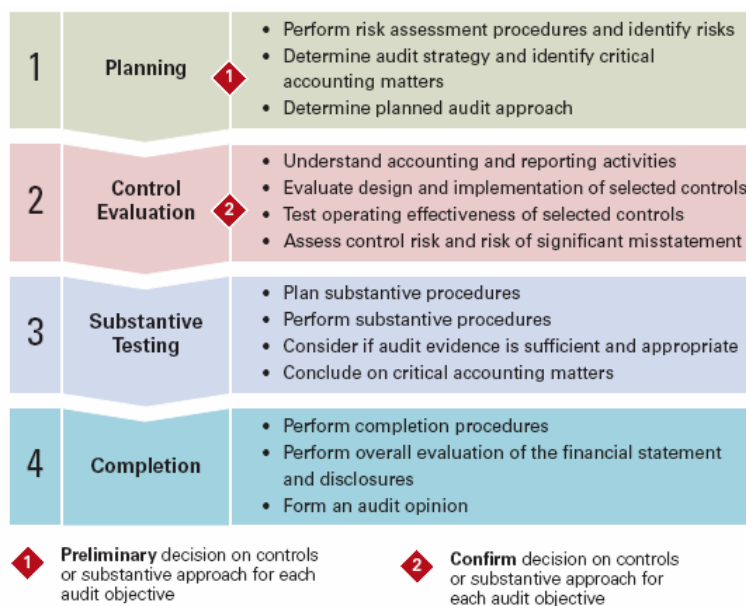 1
Planning
1
• Perform risk assessment procedures and identify risks
• Determine audit strategy and identify critical
accounting matters
• Determine planned audit approach
2
Control
Evaluation
2
• Understand accounting and reporting activities
• Evaluate design and implementation of selected controls
• Test operating effectiveness of selected controls
• Assess control risk and risk of significant misstatement
3
Substantive
Testing
• Plan substantive procedures
• Perform substantive procedures
• Consider if audit evidence is sufficient and appropriate
• Conclude on critical accounting matters
4
Completion
• Perform completion procedures
• Perform overall evaluation of the financial statement
and disclosures
• Form an audit opinion
1
Preliminary decision on controls
or substantive approach for each
audit objective
2
Confirm decision on controls
or substantive approach for
each audit objective